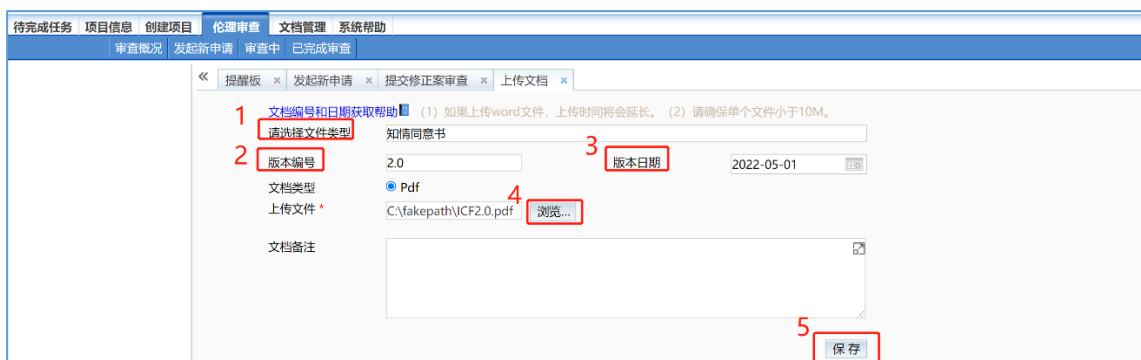 待完成任务 项目信息 创建项目 伦理审查 文档管理 系统帮助
审查概况 发起新申请 审查中 已完成审查
« 提醒板 × 发起新申请 × 提交修正案审查 × 上传文档 ×
文档编号和日期获取帮助 (1) 如果上传word文件，上传时间将会延长。 (2) 请确保单个文件小于10M。
1 请选择文件类型 知情同意书
2 版本编号 2.0 3 版本日期 2022-05-01
文档类型 Pdf
上传文件 * C:\fakepath\ICF2.0.pdf 4 浏览...
文档备注
5 保存